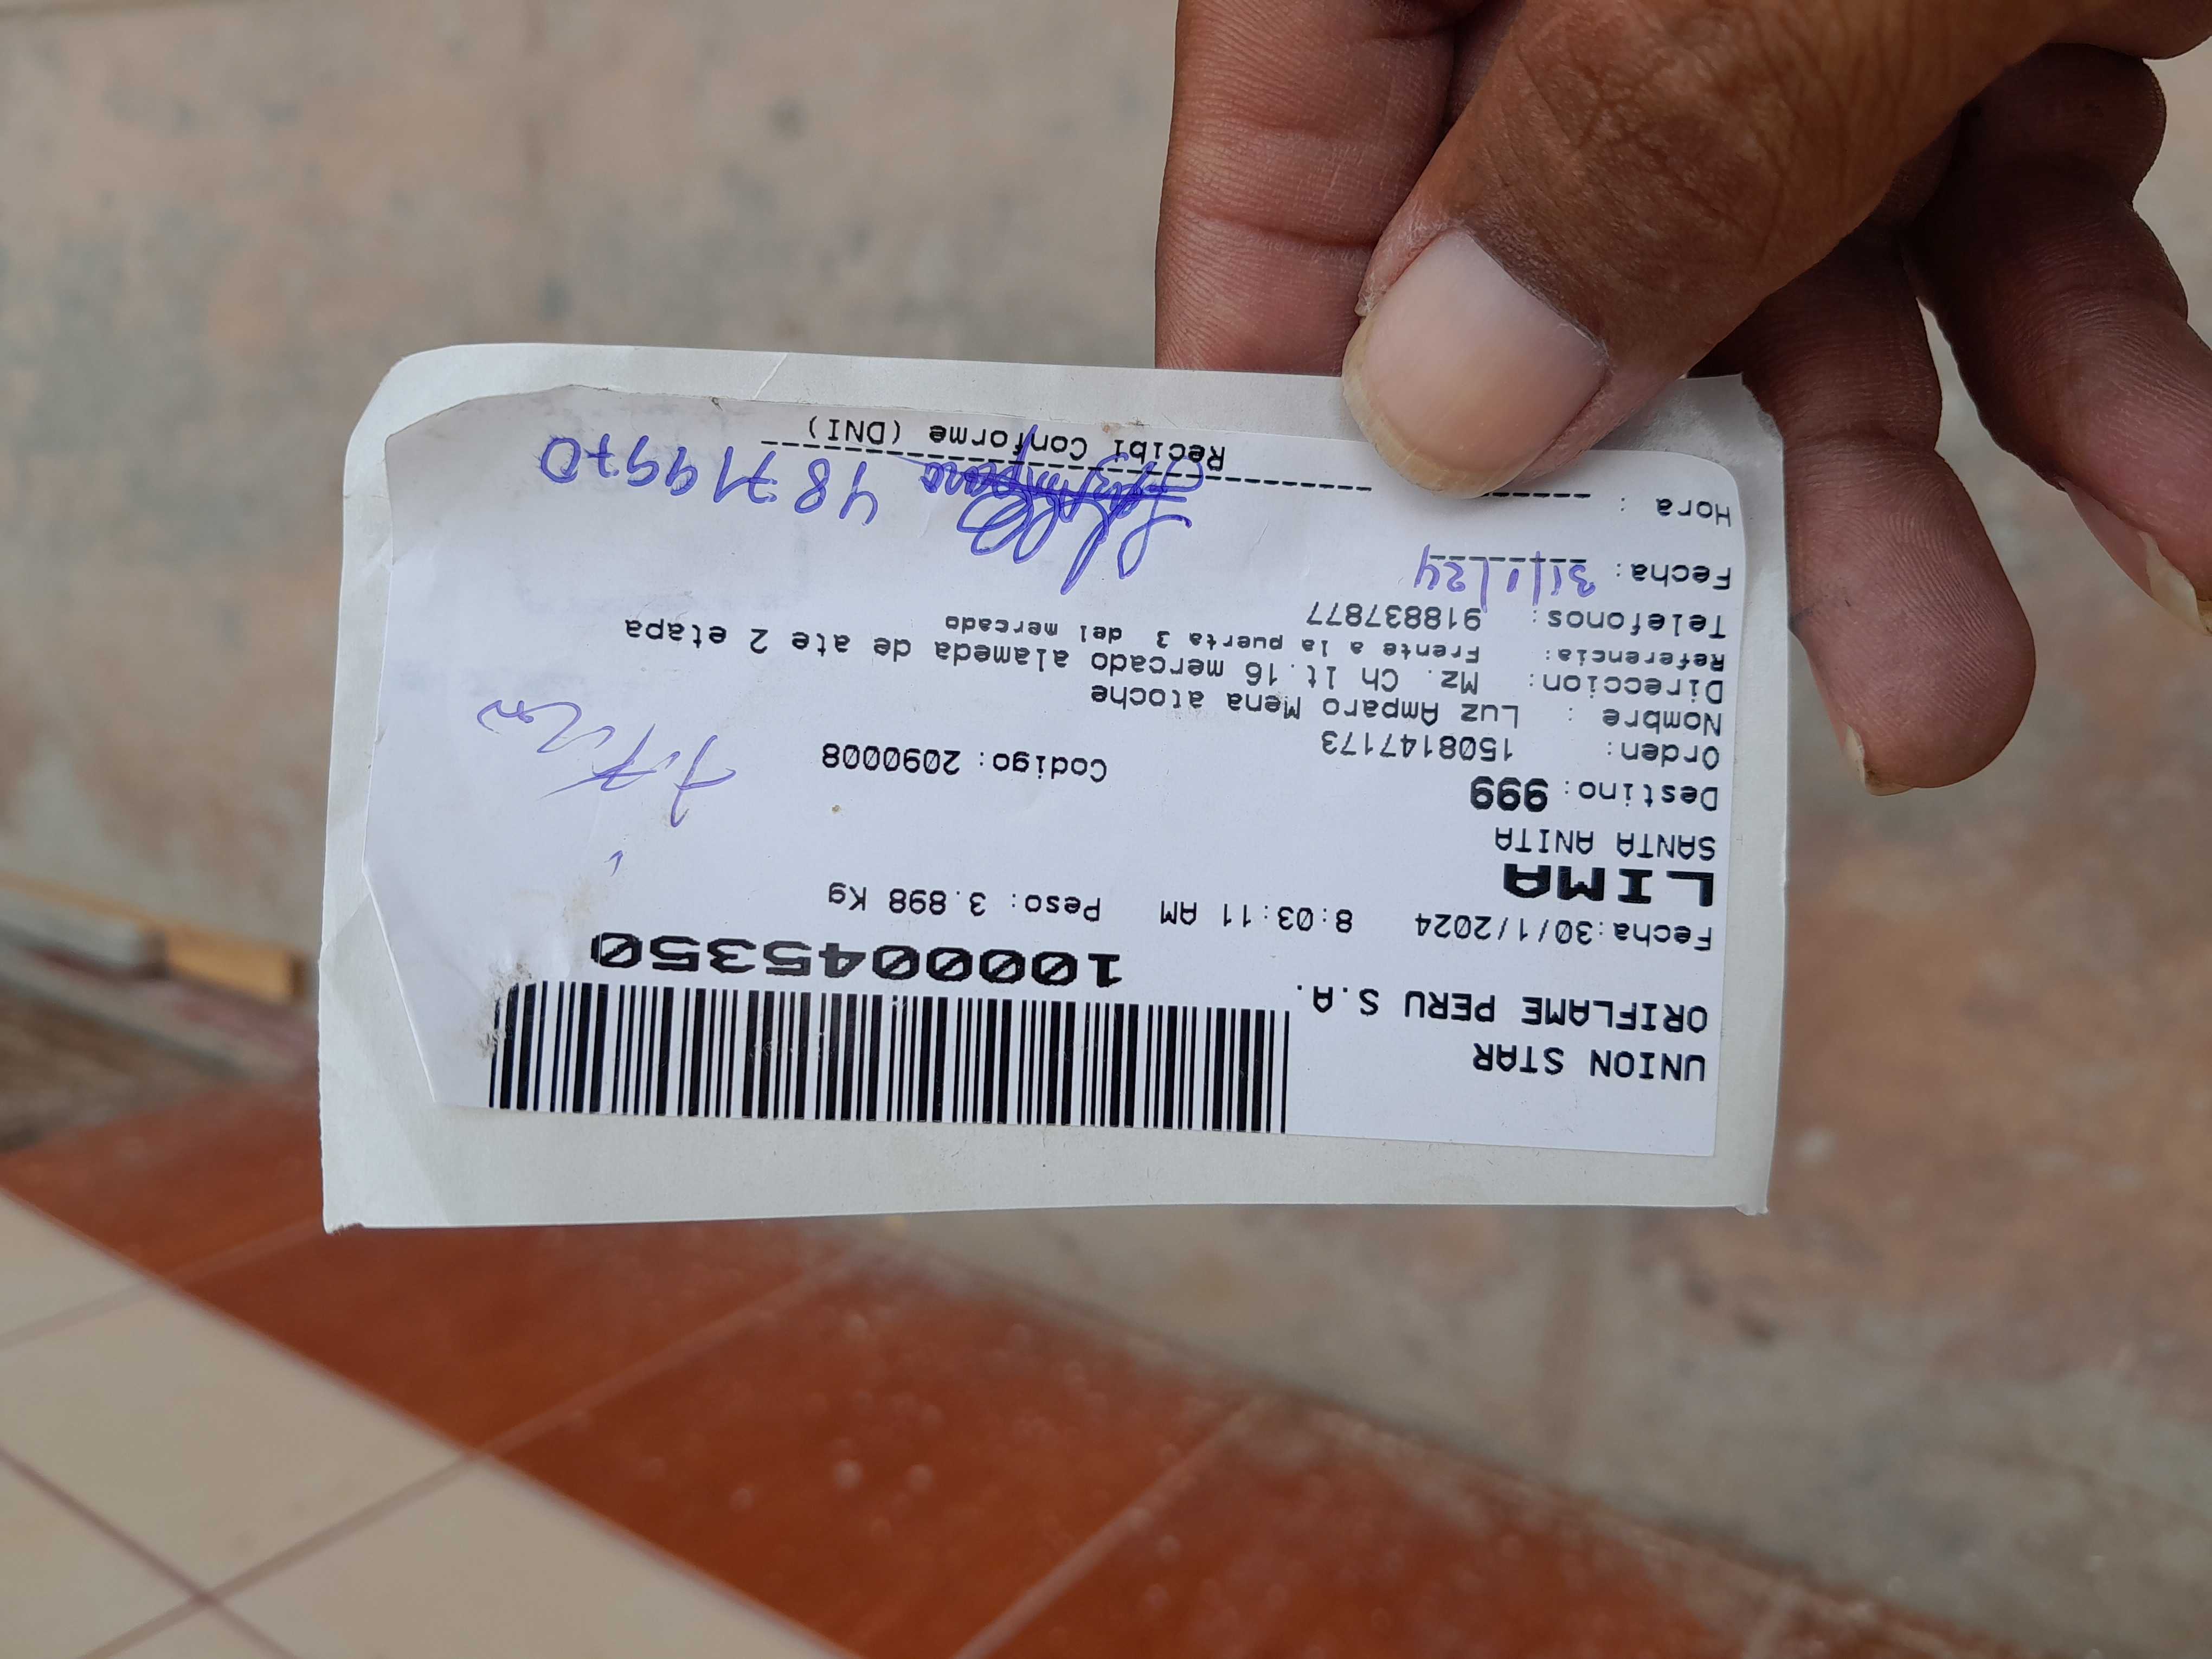 UNION STAR
ORIFLAME PERU S.A.
1000045350
Fecha:30/1/2024 8:03:11 AM Peso: 3.898 Kg
LIMA
SANTA ANITA
Destino: 999
Orden: 1508147173 Codigo: 2090008
Nombre : Luz Amparo Mena atoche
Direccion: Mz. Ch lt.16 mercado alameda de ate 2 etapa
Referencia: Frente a la puerta 3 del mercado
Telefonos: 918837877
Fecha: 31/1/24
Hora :
48719970
Recibi Conforme (DNI)